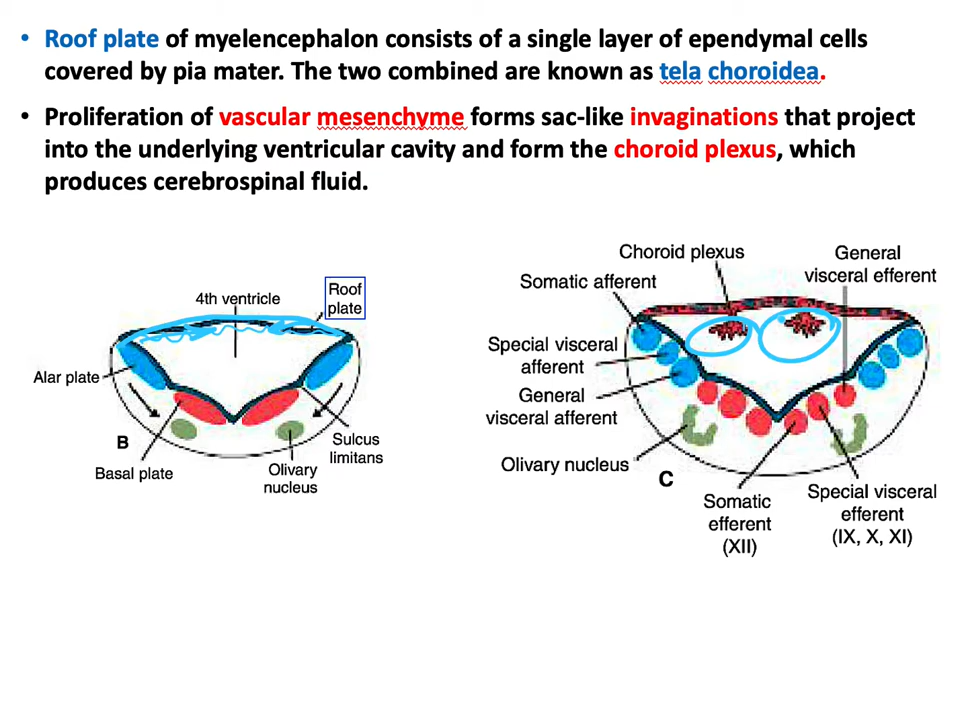 • Roof plate of myelencephalon consists of a single layer of ependymal cells
covered by pia mater. The two combined are known as tela choroidea.
• Proliferation of vascular mesenchyme forms sac-like invaginations that project
into the underlying ventricular cavity and form the choroid plexus, which
produces cerebrospinal fluid.
4th ventricle
Roof
plate
Alar plate
B
Basal plate
Olivary
nucleus
Sulcus
limitans
Choroid plexus
General
visceral efferent
Somatic afferent
Special visceral
afferent
General
visceral afferent
Olivary nucleus
C
Somatic
efferent
(XII)
Special visceral
efferent
(IX, X, XI)